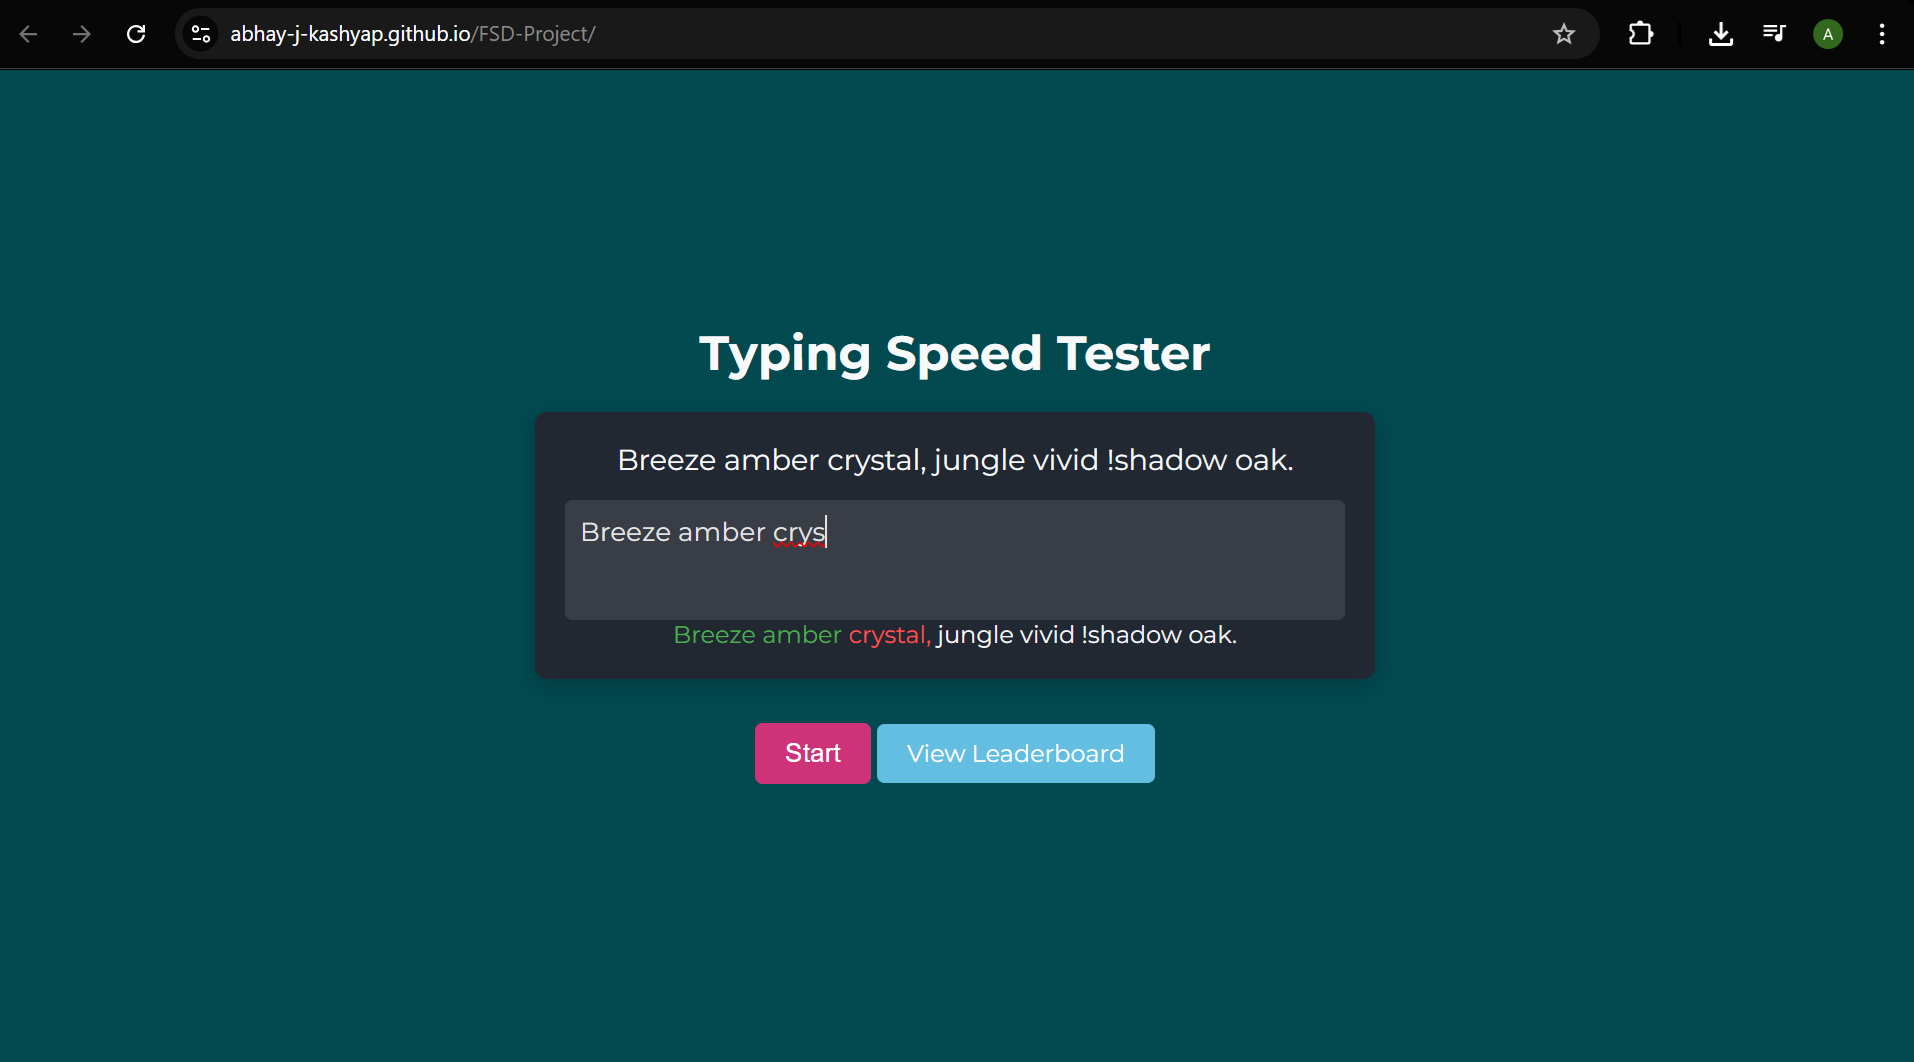 abhay-j-kashyap.github.io/FSD-Project/
A
Typing Speed Tester
Breeze amber crystal, jungle vivid !shadow oak.
Breeze amber crys
Breeze amber crystal, jungle vivid !shadow oak.
Start
View Leaderboard